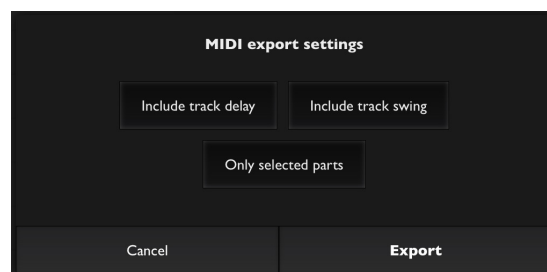 MIDI export settings
Include track delay
Include track swing
Only selected parts
Cancel
Export